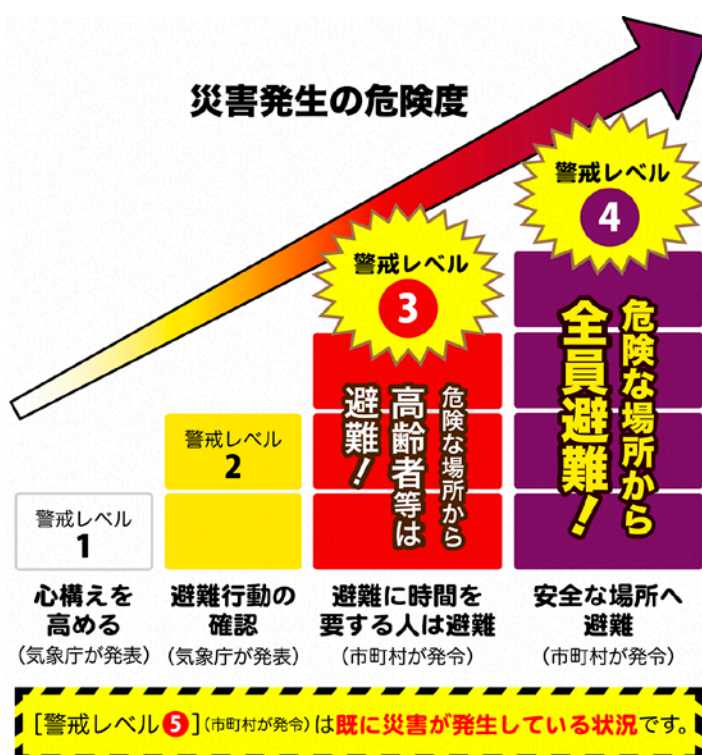 災害発生の危険度
警戒レベル
1
心構えを
高める
(気象庁が発表)
警戒レベル
2
避難行動の
確認
(気象庁が発表)
警戒レベル
3
危険な場所から
高齢者等は
避難!
避難に時間を
要する人は避難
(市町村が発令)
警戒レベル
4
危険な場所から
全員避難!
安全な場所へ
避難
(市町村が発令)
[警戒レベル5](市町村が発令)は既に災害が発生している状況です。